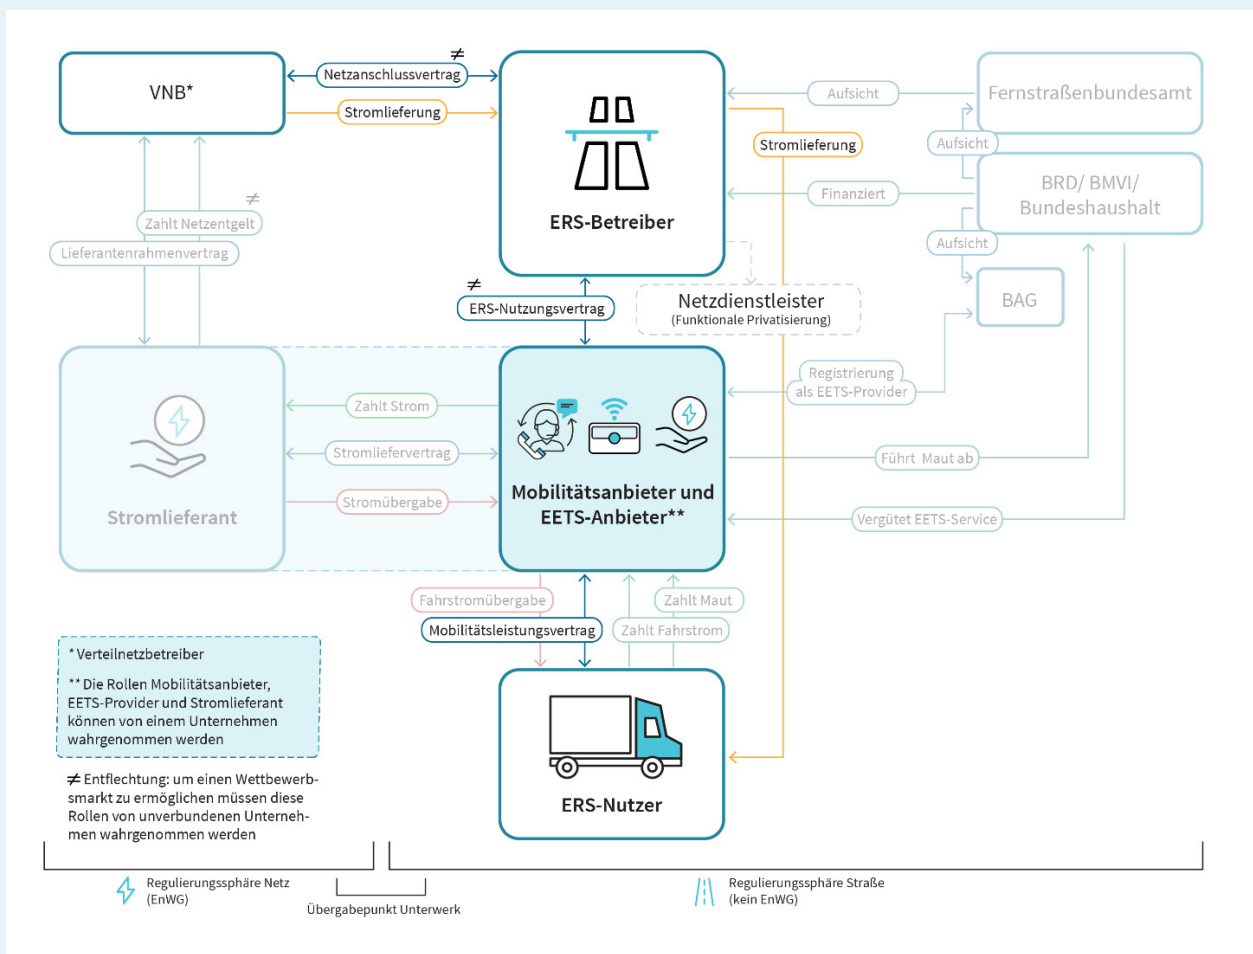 VNB*
≠
Netzanschlussvertrag
Stromlieferung
ERS-Betreiber
Aufsicht
Fernstraßenbundesamt
Stromlieferung
Aufsicht
Finanziert
BRD/ BMVI/
Bundeshaushalt
Aufsicht
BAG
≠
Zahlt Netzentgelt
Lieferantenrahmenvertrag
≠
ERS-Nutzungsvertrag
Netzdienstleister
(Funktionale Privatisierung)
Registrierung
als EETS-Provider
Stromlieferant
Zahlt Strom
Stromliefervertrag
Stromübergabe
Mobilitätsanbieter und
EETS-Anbieter**
Führt Maut ab
Vergütet EETS-Service
Fahrstromübergabe
Zahlt Maut
Mobilitätsleistungsvertrag
Zahlt Fahrstrom
ERS-Nutzer
* Verteilnetzbetreiber
** Die Rollen Mobilitätsanbieter,
EETS-Provider und Stromlieferant
können von einem Unternehmen
wahrgenommen werden
≠ Entflechtung: um einen Wettbewerb-
smarkt zu ermöglichen müssen diese
Rollen von unverbundenen Unterneh-
men wahrgenommen werden
Regulierungssphäre Netz
(EnWG)
Übergabepunkt Unterwerk
Regulierungssphäre Straße
(kein EnWG)